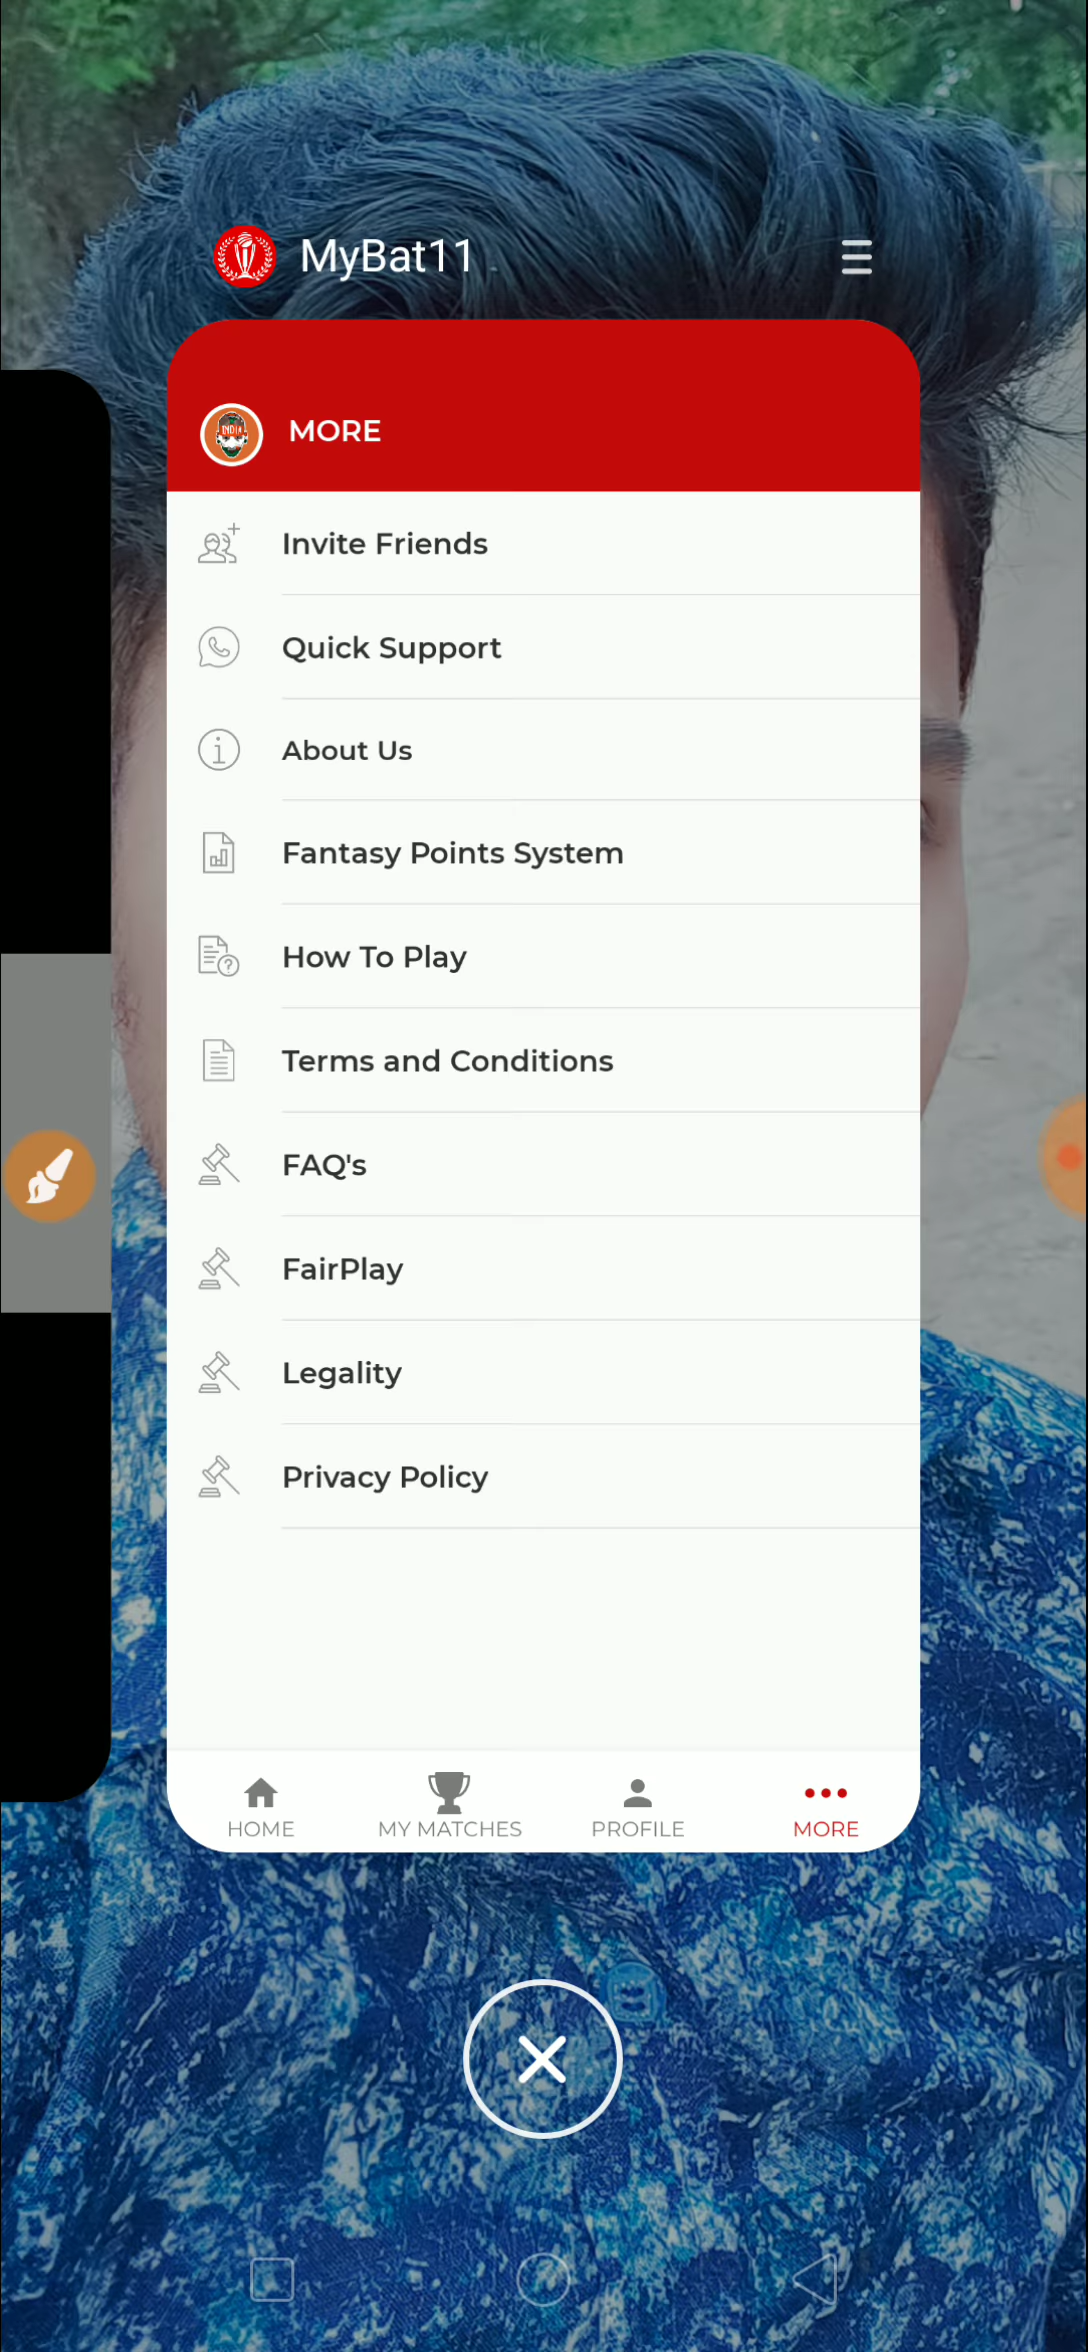 MyBat11
INDIA
MORE
Invite Friends
Quick Support
About Us
Fantasy Points System
How To Play
Terms and Conditions
FAQ's
FairPlay
Legality
Privacy Policy
HOME
MY MATCHES
PROFILE
MORE